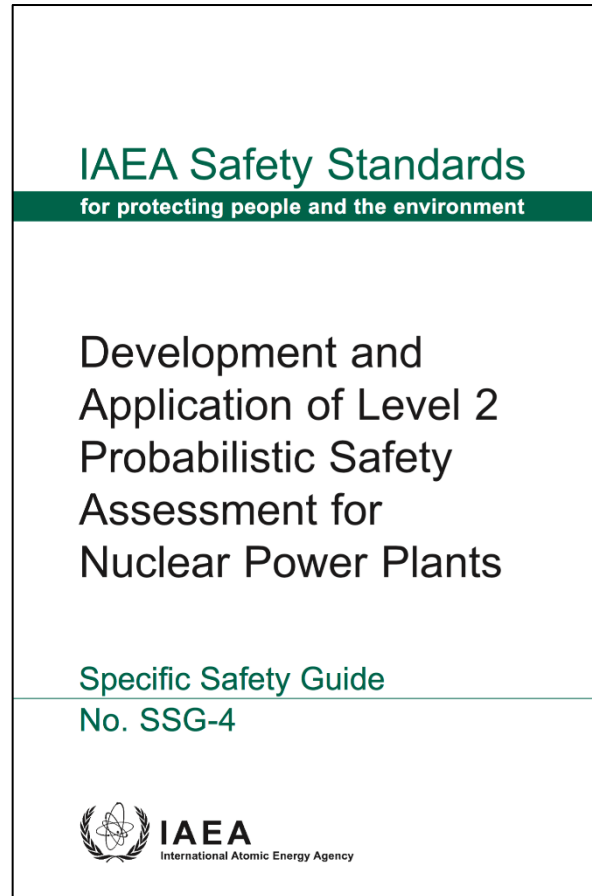 IAEA Safety Standards
for protecting people and the environment
Development and
Application of Level 2
Probabilistic Safety
Assessment for
Nuclear Power Plants
Specific Safety Guide
No. SSG-4
IAEA
International Atomic Energy Agency